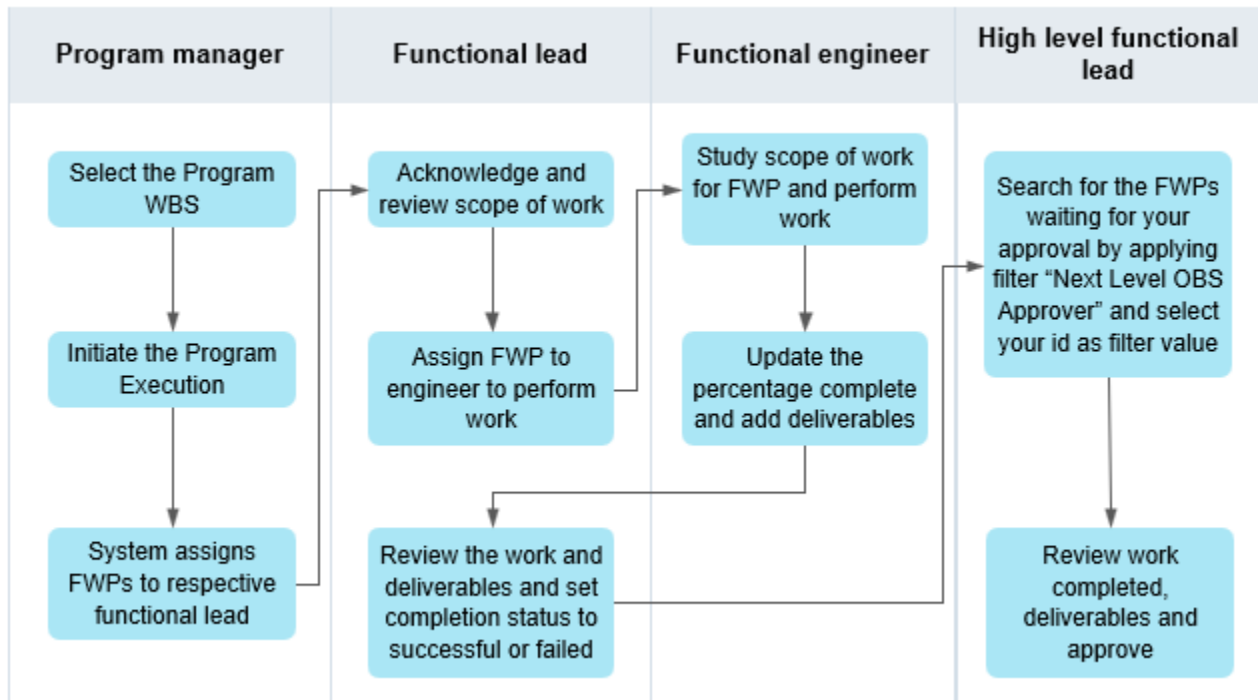 Program manager
Functional lead
Functional engineer
High level functional
lead
Select the Program
WBS
Initiate the Program
Execution
System assigns
FWPs to respective
functional lead
Acknowledge and
review scope of work
Assign FWP to
engineer to perform
work
Review the work and
deliverables and set
completion status to
successful or failed
Study scope of work
for FWP and perform
work
Update the
percentage complete
and add deliverables
Search for the FWPs
waiting for your
approval by applying
filter “Next Level OBS
Approver” and select
your id as filter value
Review work
completed,
deliverables and
approve